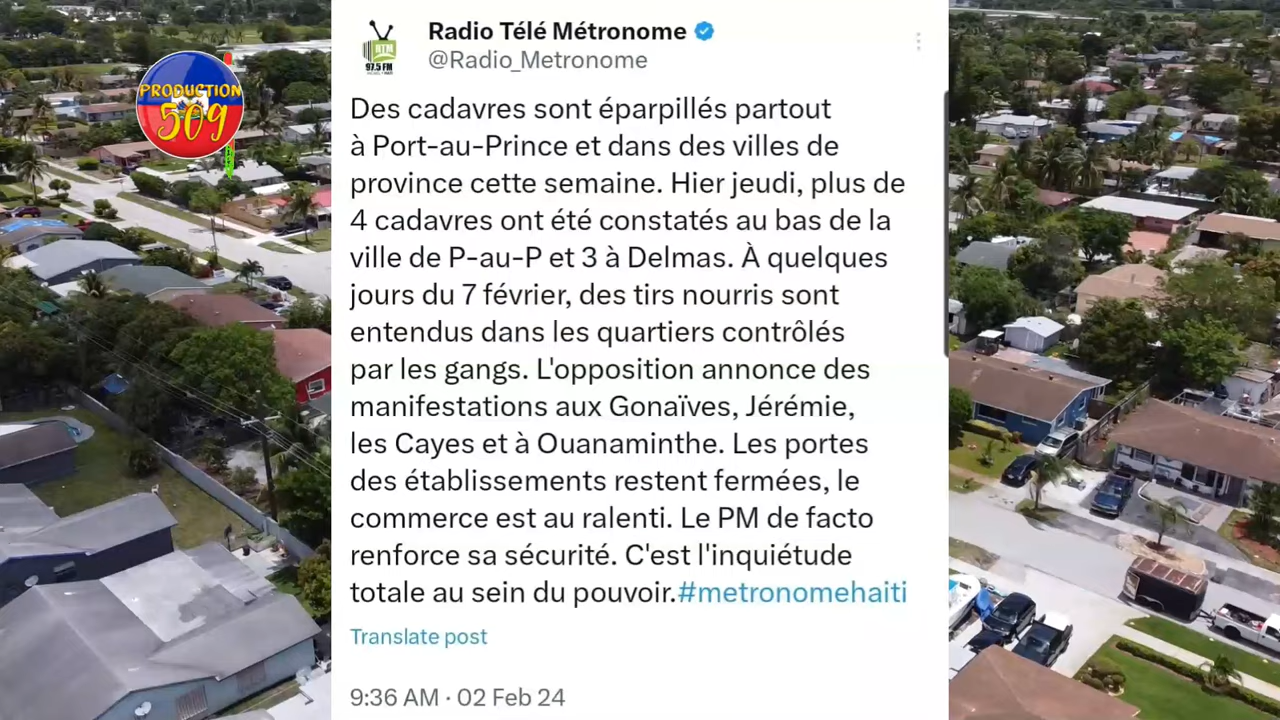 PRODUCTION
509
RTM
97.5 FM
Radio Télé Métronome
@Radio_Metronome
Des cadavres sont éparpillés partout
à Port-au-Prince et dans des villes de
province cette semaine. Hier jeudi, plus de
4 cadavres ont été constatés au bas de la
ville de P-au-P et 3 à Delmas. À quelques
jours du 7 février, des tirs nourris sont
entendus dans les quartiers contrôlés
par les gangs. L'opposition annonce des
manifestations aux Gonaïves, Jérémie,
les Cayes et à Ouanaminthe. Les portes
des établissements restent fermées, le
commerce est au ralenti. Le PM de facto
renforce sa sécurité. C'est l'inquiétude
totale au sein du pouvoir.#metronomehaiti
Translate post
9:36 AM · 02 Feb 24